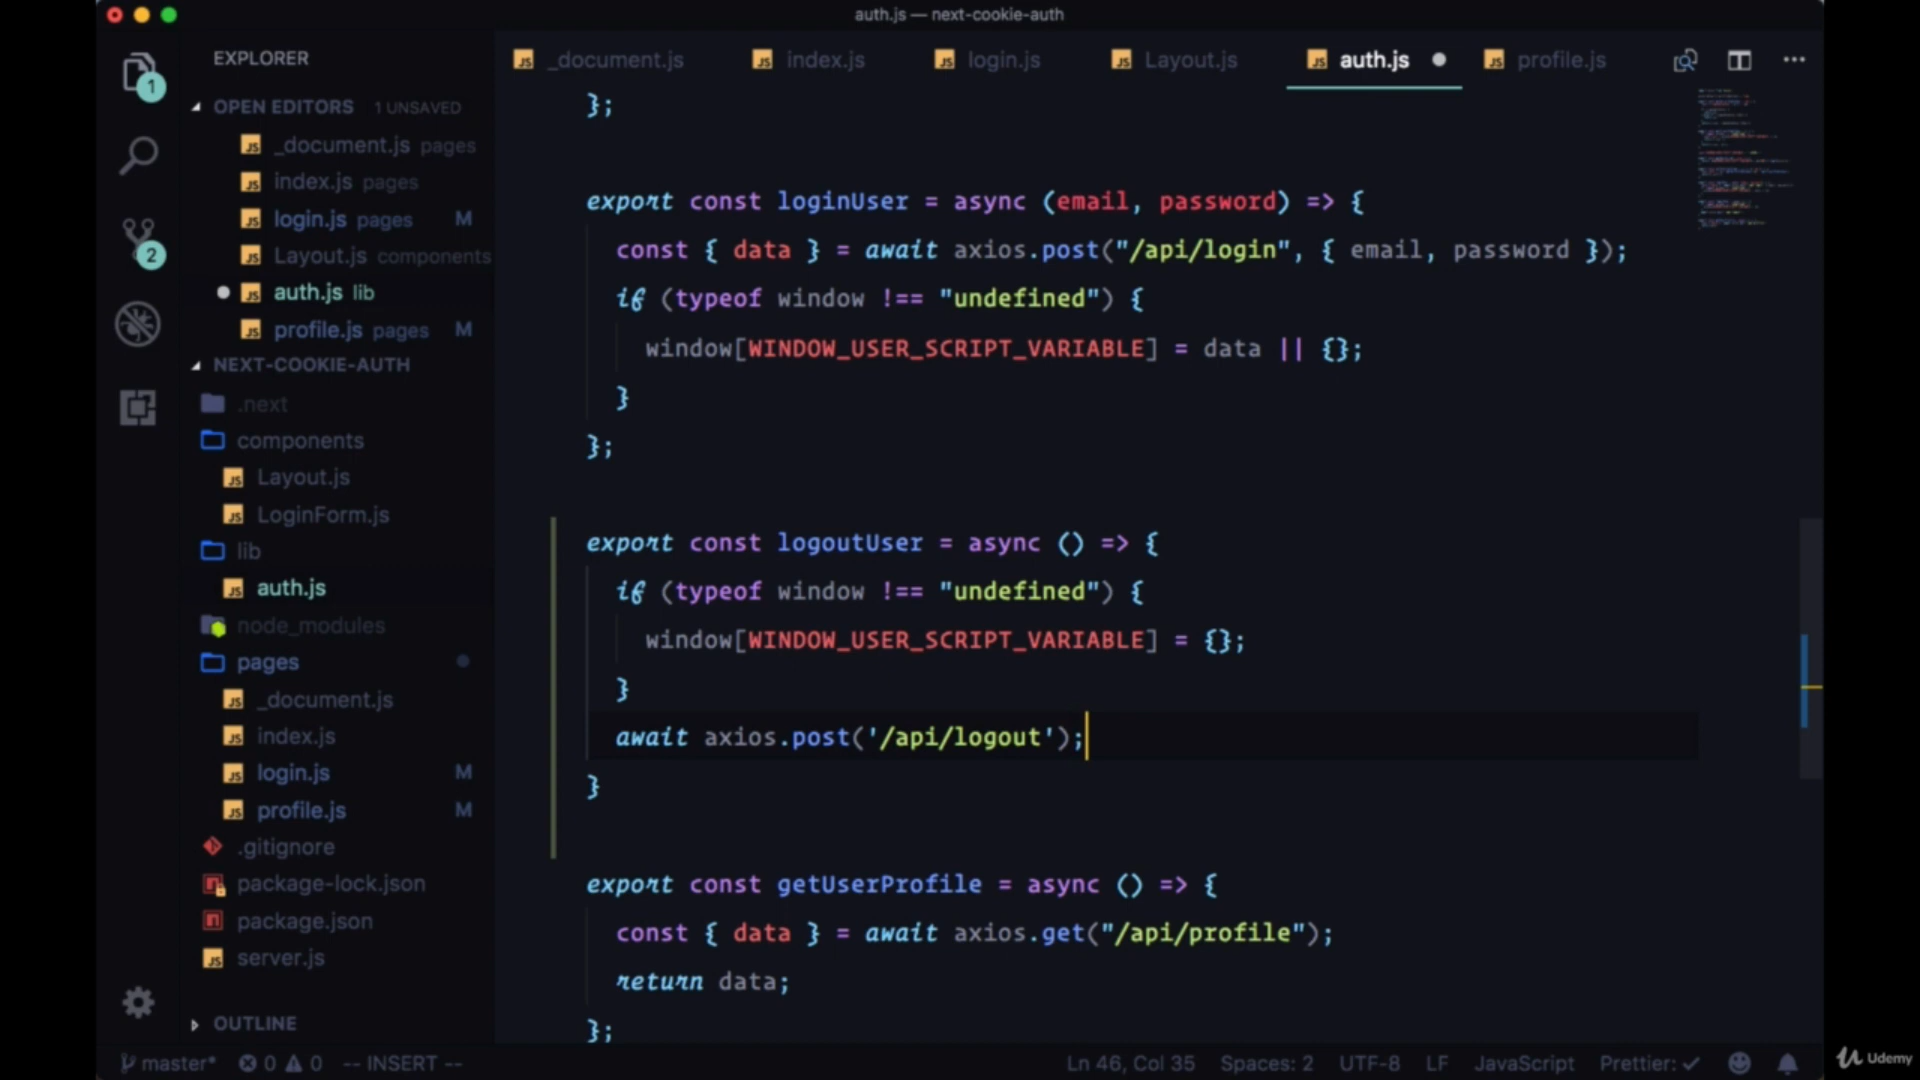 auth.js — next-cookie-auth
EXPLORER
_document.js
index.js
login.js
Layout.js
auth.js
profile.js
1
OPEN EDITORS 1 UNSAVED
_document.js pages
index.js pages
login.js pages M
Layout.js components
auth.js lib
profile.js pages M
2
NEXT-COOKIE-AUTH
.next
components
Layout.js
LoginForm.js
lib
auth.js
node_modules
pages
_document.js
index.js
login.js M
profile.js M
.gitignore
package-lock.json
package.json
server.js
OUTLINE
};
export const loginUser = async (email, password) => {
const { data } = await axios.post("/api/login", { email, password });
if (typeof window !== "undefined") {
window[WINDOW_USER_SCRIPT_VARIABLE] = data || {};
}
};
export const logoutUser = async () => {
if (typeof window !== "undefined") {
window[WINDOW_USER_SCRIPT_VARIABLE] = {};
}
await axios.post('/api/logout');
}
export const getUserProfile = async () => {
const { data } = await axios.get("/api/profile");
return data;
};
master* 0 0 -- INSERT -- Ln 46, Col 35 Spaces: 2 UTF-8 LF JavaScript Prettier: ✓
Udemy